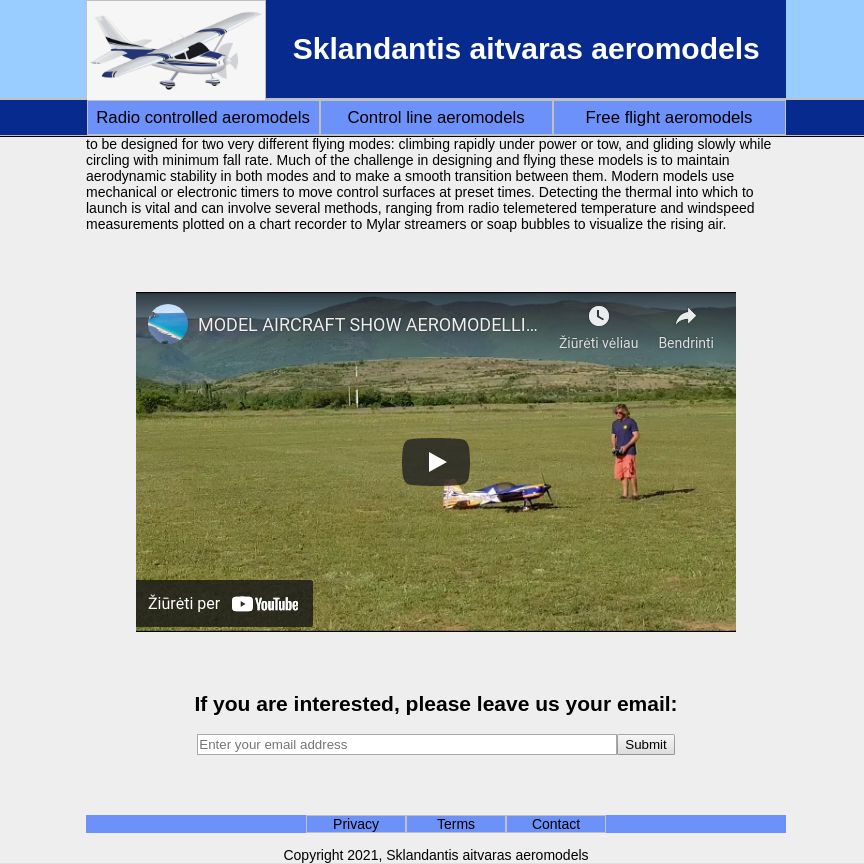 Sklandantis aitvaras aeromodels
Radio controlled aeromodels
Control line aeromodels
Free flight aeromodels
to be designed for two very different flying modes: climbing rapidly under power or tow, and gliding slowly while
circling with minimum fall rate. Much of the challenge in designing and flying these models is to maintain
aerodynamic stability in both modes and to make a smooth transition between them. Modern models use
mechanical or electronic timers to move control surfaces at preset times. Detecting the thermal into which to
launch is vital and can involve several methods, ranging from radio telemetered temperature and windspeed
measurements plotted on a chart recorder to Mylar streamers or soap bubbles to visualize the rising air.
MODEL AIRCRAFT SHOW AEROMODELLI...
Žiūrėti vėliau
Bendrinti
Žiūrėti per YouTube
If you are interested, please leave us your email:
Enter your email address
Submit
Privacy
Terms
Contact
Copyright 2021, Sklandantis aitvaras aeromodels